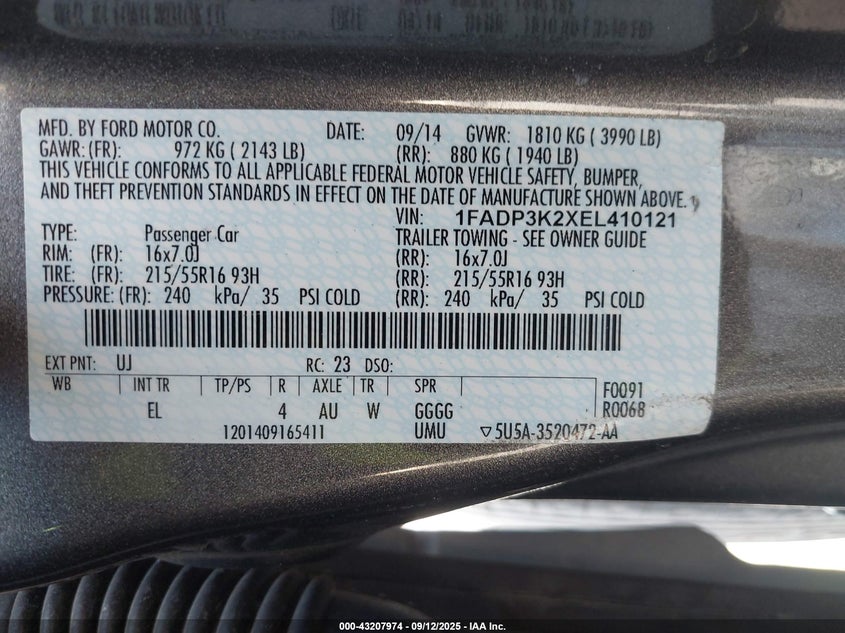 MFD. BY FORD MOTOR CO. DATE: 09/14 GVWR: 1810 KG ( 3990 LB)
GAWR: (FR): 972 KG ( 2143 LB) (RR): 880 KG ( 1940 LB)
THIS VEHICLE CONFORMS TO ALL APPLICABLE FEDERAL MOTOR VEHICLE SAFETY, BUMPER,
AND THEFT PREVENTION STANDARDS IN EFFECT ON THE DATE OF MANUFACTURE SHOWN ABOVE.
VIN: 1FADP3K2XEL410121
TYPE: Passenger Car TRAILER TOWING - SEE OWNER GUIDE
RIM: (FR): 16x7.0J (RR): 16x7.0J
TIRE: (FR): 215/55R16 93H (RR): 215/55R16 93H
PRESSURE: (FR): 240 kPa/ 35 PSI COLD (RR): 240 kPa/ 35 PSI COLD
EXT PNT: UJ RC: 23 DSO:
WB INT TR TP/PS R AXLE TR SPR F0091
EL 4 AU W GGGG R0068
1201409165411 UMU ▽5U5A-3520472-AA
000-43207974 - 09/12/2025 - IAA Inc.